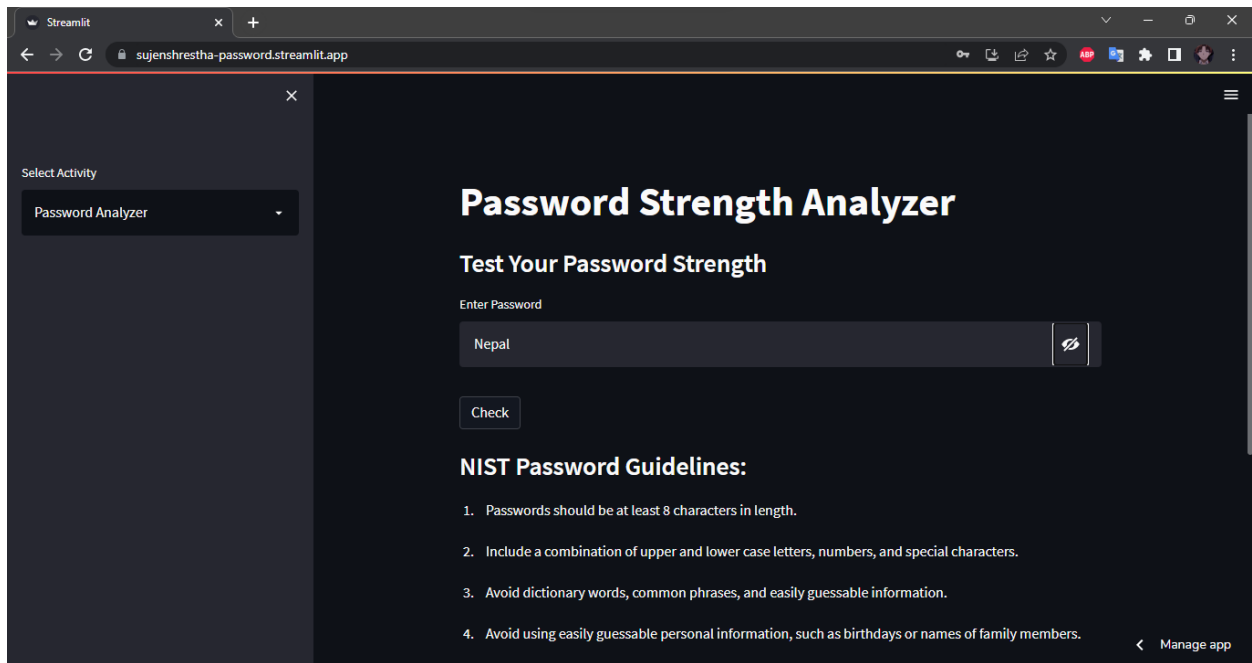 Streamlit
sujenshrestha-password.streamlit.app
ABP
Select Activity
Password Analyzer
Password Strength Analyzer
Test Your Password Strength
Enter Password
Nepal
Check
NIST Password Guidelines:
1. Passwords should be at least 8 characters in length.
2. Include a combination of upper and lower case letters, numbers, and special characters.
3. Avoid dictionary words, common phrases, and easily guessable information.
4. Avoid using easily guessable personal information, such as birthdays or names of family members.
Manage app